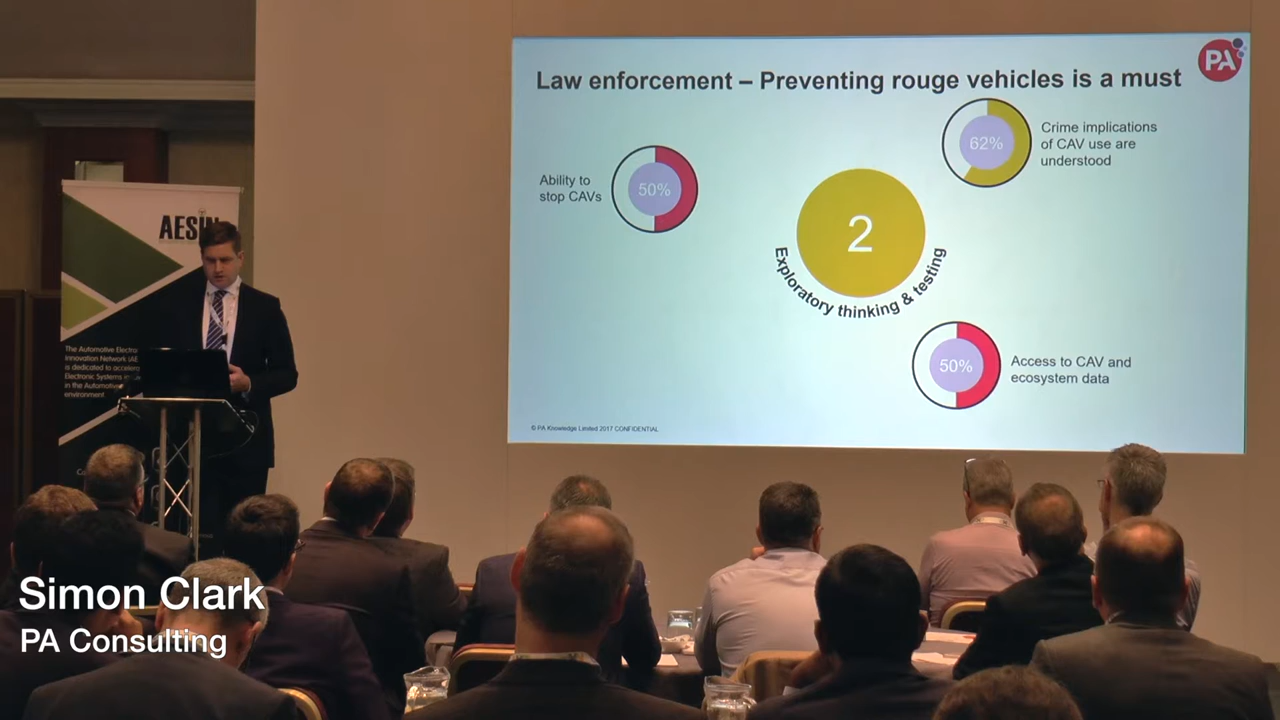 Law enforcement – Preventing rouge vehicles is a must
PA
Ability to
stop CAVs
50%
62%
Crime implications
of CAV use are
understood
2
Exploratory thinking & testing
50%
Access to CAV and
ecosystem data
© PA Knowledge Limited 2017 CONFIDENTIAL
AESIN
The Automotive Electro
Innovation Network (AE
is dedicated to accelera
Electronic Systems in
in the Automotive
environment.
Simon Clark
PA Consulting